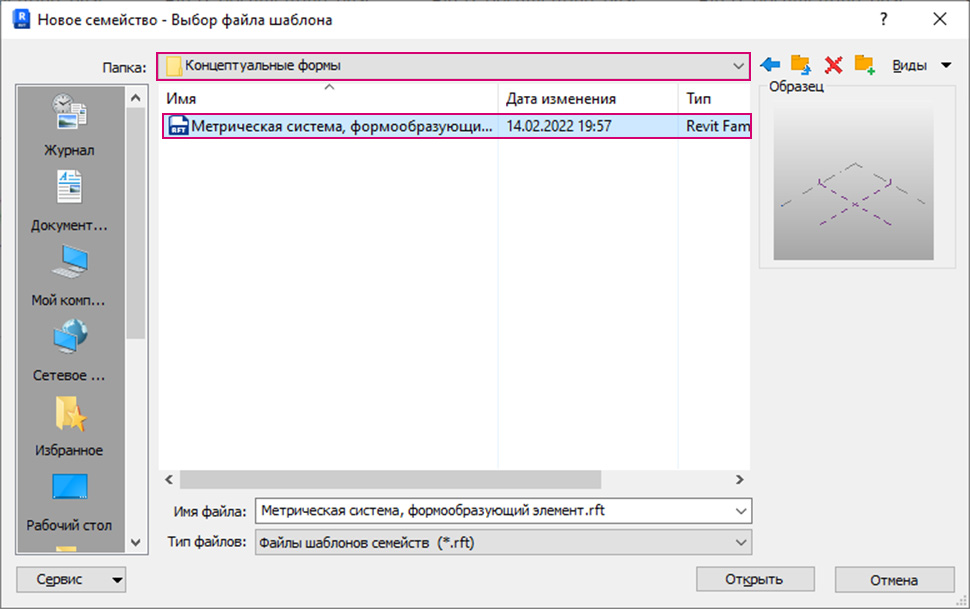 Новое семейство - Выбор файла шаблона
?
Папка:
Концептуальные формы
Виды
Имя
Дата изменения
Тип
RFT
Метрическая система, формообразующи...
14.02.2022 19:57
Revit Fam
Образец
Журнал
Документ...
Мой комп...
Сетевое ...
Избранное
Рабочий стол
Имя файла:
Метрическая система, формообразующий элемент.rft
Тип файлов:
Файлы шаблонов семейств (*.rft)
Сервис
Открыть
Отмена